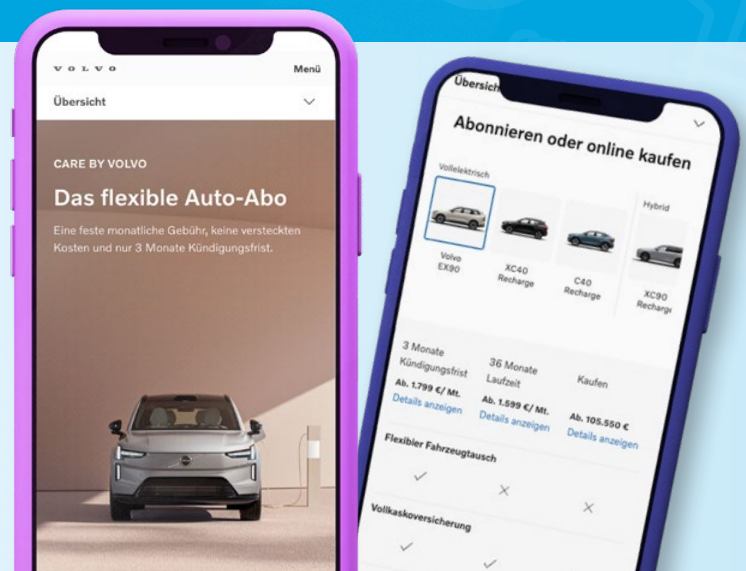 VOLVO
Menü
Übersicht
CARE BY VOLVO
Das flexible Auto-Abo
Eine feste monatliche Gebühr, keine versteckten
Kosten und nur 3 Monate Kündigungsfrist.
Übersich
Abonnieren oder online kaufen
Vollelektrisch
Hybrid
Volvo
EX90
XC40
Recharge
C40
Recharge
XC90
Recharge
3 Monate
Kündigungsfrist
Ab. 1.799 €/ Mt.
Details anzeigen
36 Monate
Laufzeit
Ab. 1.599 €/ Mt.
Details anzeigen
Kaufen
Ab. 105.550 €
Details anzeigen
Flexibler Fahrzeugtausch
Vollkaskoversicherung